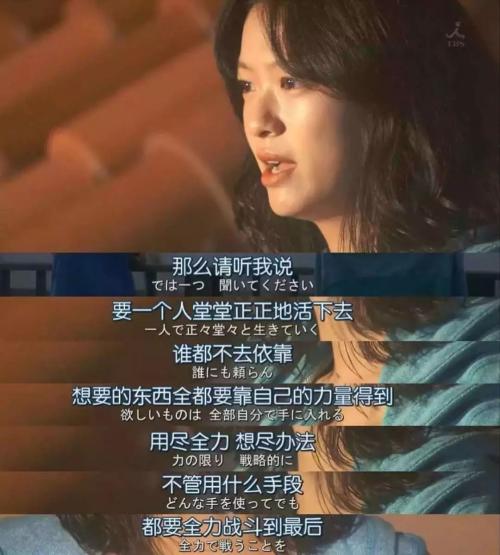 TBS
那么请听我说
では一つ　聞いてください
要一个人堂堂正正地活下去
一人で正々堂々と生きていく
谁都不去依靠
誰にも頼らん
想要的东西全都要靠自己的力量得到
欲しいものは 全部自分で手に入れる
用尽全力 想尽办法
力の限り　戦略的に
不管用什么手段
どんな手を使ってでも
都要全力战斗到最后
全力で戦うことを